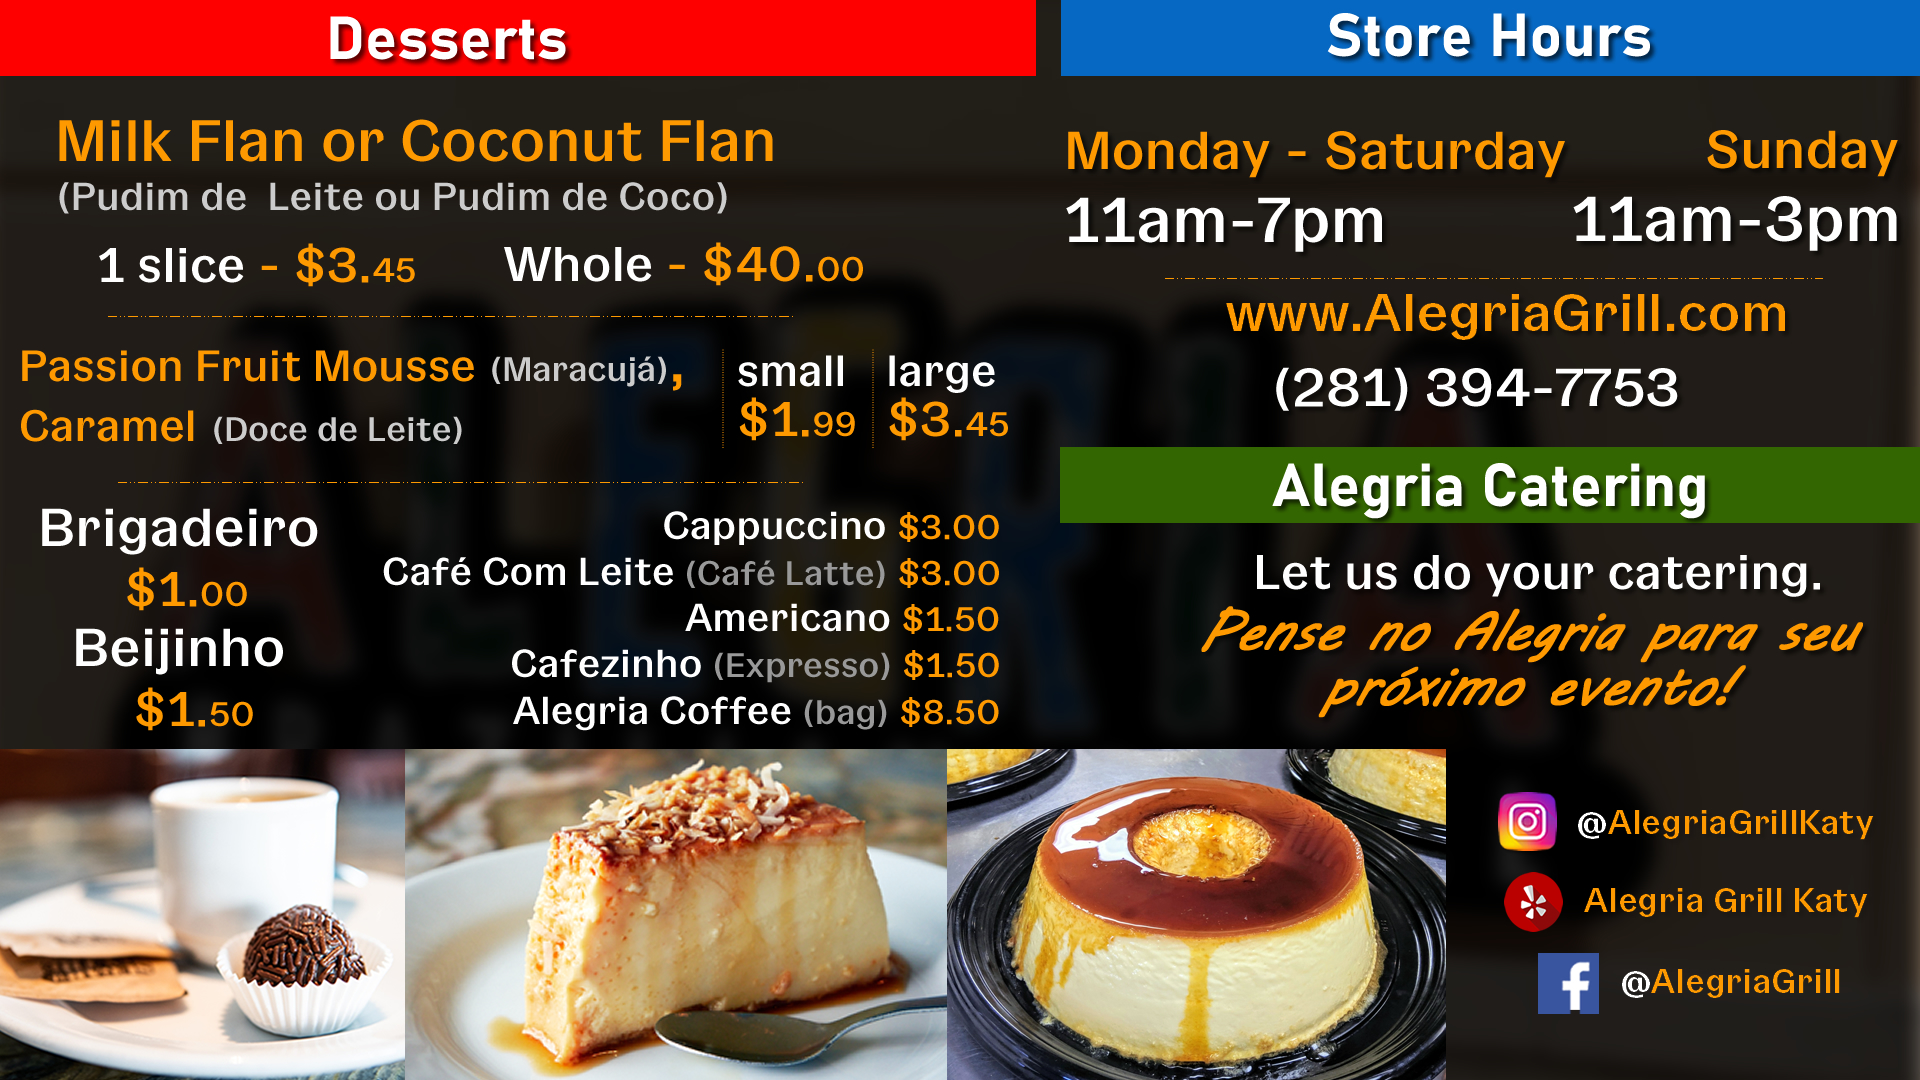 Desserts
Milk Flan or Coconut Flan
(Pudim de Leite ou Pudim de Coco)
1 slice - $3.45 Whole - $40.00
Passion Fruit Mousse (Maracujá),
Caramel (Doce de Leite)
small large
$1.99 $3.45
Brigadeiro
$1.00
Beijinho
$1.50
Cappuccino $3.00
Café Com Leite (Café Latte) $3.00
Americano $1.50
Cafezinho (Expresso) $1.50
Alegria Coffee (bag) $8.50
Store Hours
Monday - Saturday Sunday
11am-7pm 11am-3pm
www.AlegriaGrill.com
(281) 394-7753
Alegria Catering
Let us do your catering.
Pense no Alegria para seu
próximo evento!
@AlegriaGrillKaty
Alegria Grill Katy
@AlegriaGrill